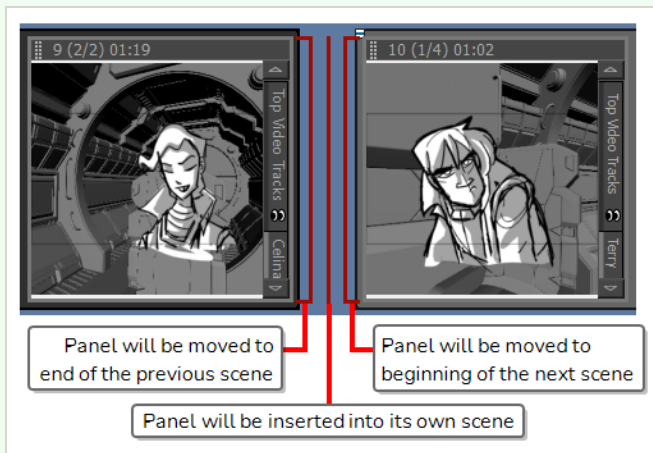 9 (2/2) 01:19
Top Video Tracks
Celina
10 (1/4) 01:02
Top Video Tracks
Terry
Panel will be moved to
end of the previous scene
Panel will be moved to
beginning of the next scene
Panel will be inserted into its own scene